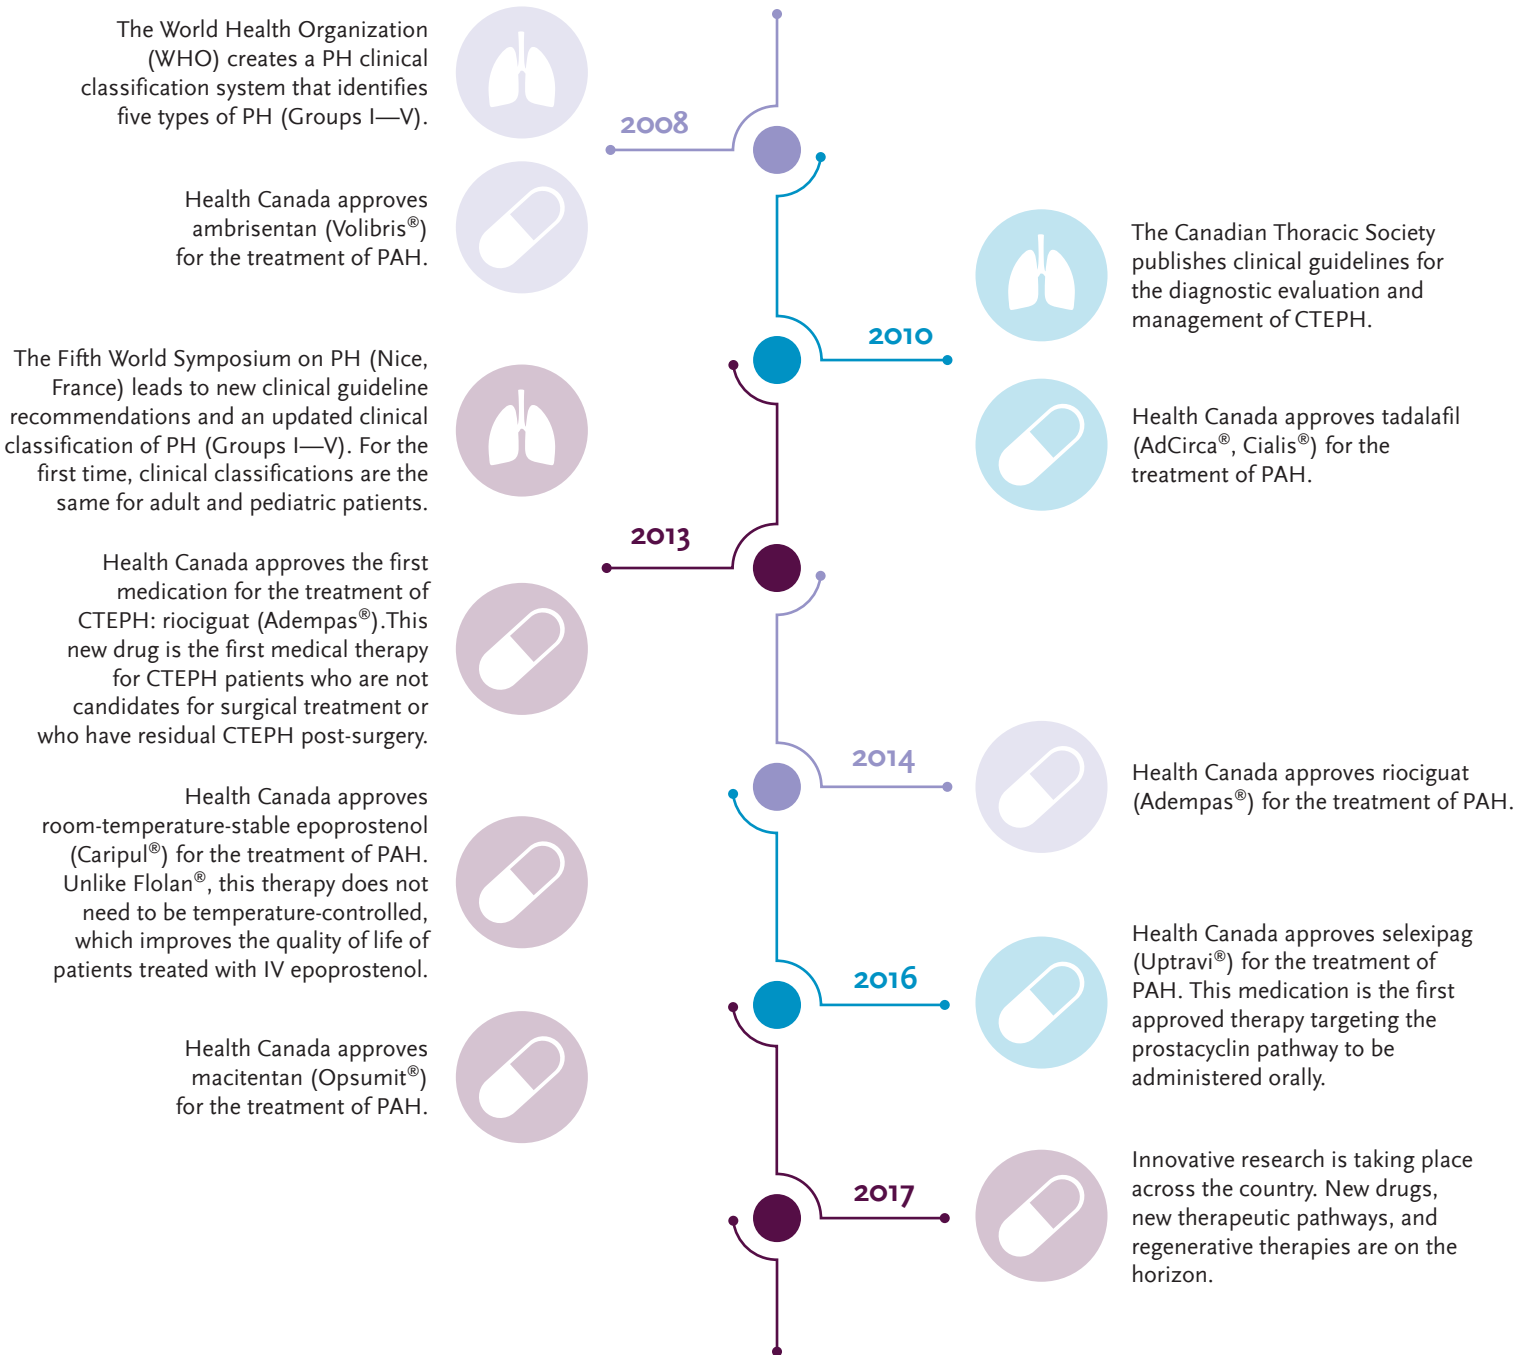 The World Health Organization
(WHO) creates a PH clinical
classification system that identifies
five types of PH (Groups I—V).
2008
Health Canada approves
ambrisentan (Volibris®)
for the treatment of PAH.
The Canadian Thoracic Society
publishes clinical guidelines for
the diagnostic evaluation and
management of CTEPH.
2010
Health Canada approves tadalafil
(AdCirca®, Cialis®) for the
treatment of PAH.
The Fifth World Symposium on PH (Nice,
France) leads to new clinical guideline
recommendations and an updated clinical
classification of PH (Groups I—V). For the
first time, clinical classifications are the
same for adult and pediatric patients.
2013
Health Canada approves the first
medication for the treatment of
CTEPH: riociguat (Adempas®).This
new drug is the first medical therapy
for CTEPH patients who are not
candidates for surgical treatment or
who have residual CTEPH post-surgery.
Health Canada approves
room-temperature-stable epoprostenol
(Caripul®) for the treatment of PAH.
Unlike Flolan®, this therapy does not
need to be temperature-controlled,
which improves the quality of life of
patients treated with IV epoprostenol.
Health Canada approves
macitentan (Opsumit®)
for the treatment of PAH.
2014
Health Canada approves riociguat
(Adempas®) for the treatment of PAH.
2016
Health Canada approves selexipag
(Uptravi®) for the treatment of
PAH. This medication is the first
approved therapy targeting the
prostacyclin pathway to be
administered orally.
2017
Innovative research is taking place
across the country. New drugs,
new therapeutic pathways, and
regenerative therapies are on the
horizon.